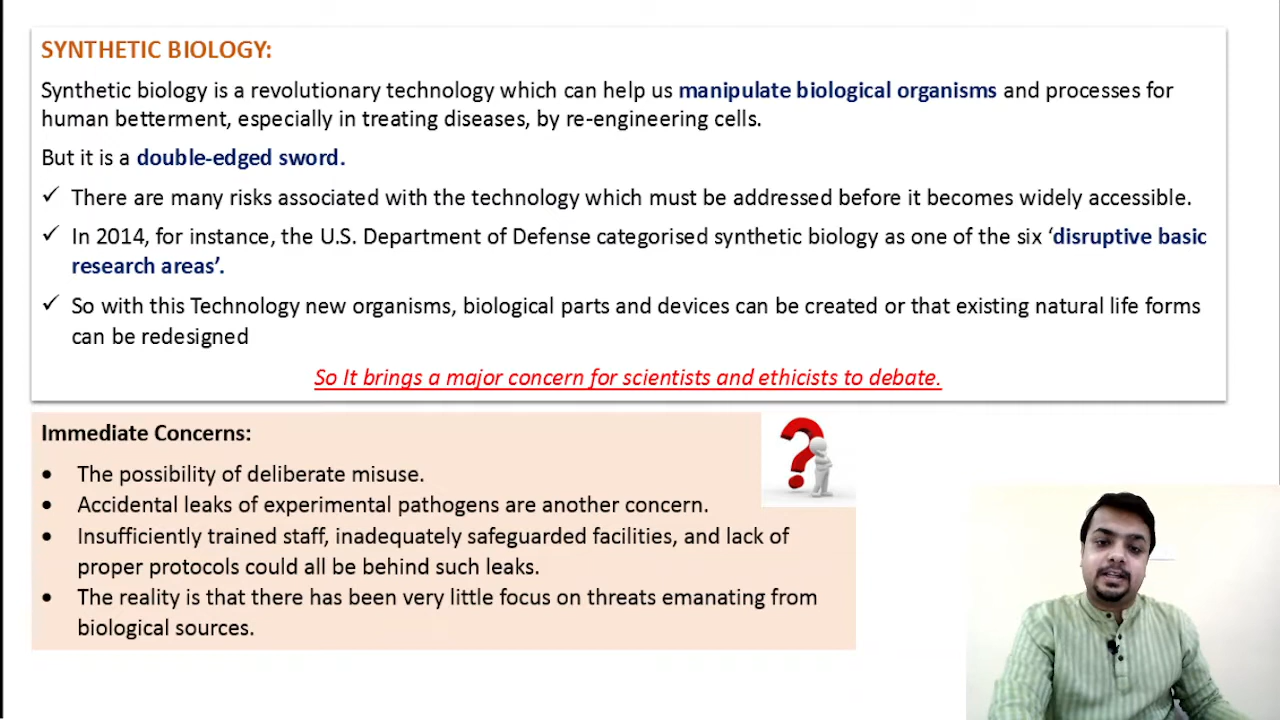 SYNTHETIC BIOLOGY:
Synthetic biology is a revolutionary technology which can help us manipulate biological organisms and processes for
human betterment, especially in treating diseases, by re-engineering cells.
But it is a double-edged sword.
✓ There are many risks associated with the technology which must be addressed before it becomes widely accessible.
✓ In 2014, for instance, the U.S. Department of Defense categorised synthetic biology as one of the six ‘disruptive basic
research areas’.
✓ So with this Technology new organisms, biological parts and devices can be created or that existing natural life forms
can be redesigned
So It brings a major concern for scientists and ethicists to debate.
Immediate Concerns:
• The possibility of deliberate misuse.
• Accidental leaks of experimental pathogens are another concern.
• Insufficiently trained staff, inadequately safeguarded facilities, and lack of
proper protocols could all be behind such leaks.
• The reality is that there has been very little focus on threats emanating from
biological sources.